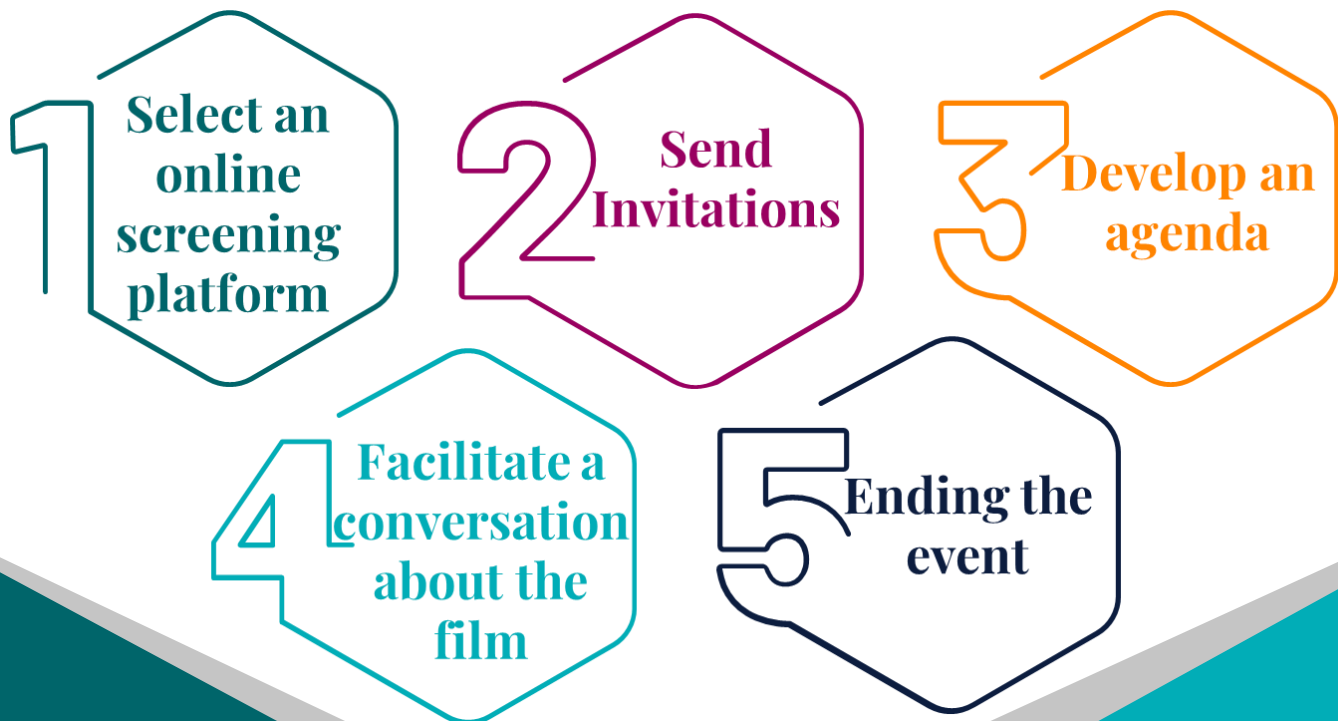 1
Select an
online
screening
platform
2
Send
Invitations
3
Develop an
agenda
4
Facilitate a
conversation
about the
film
5
Ending the
event